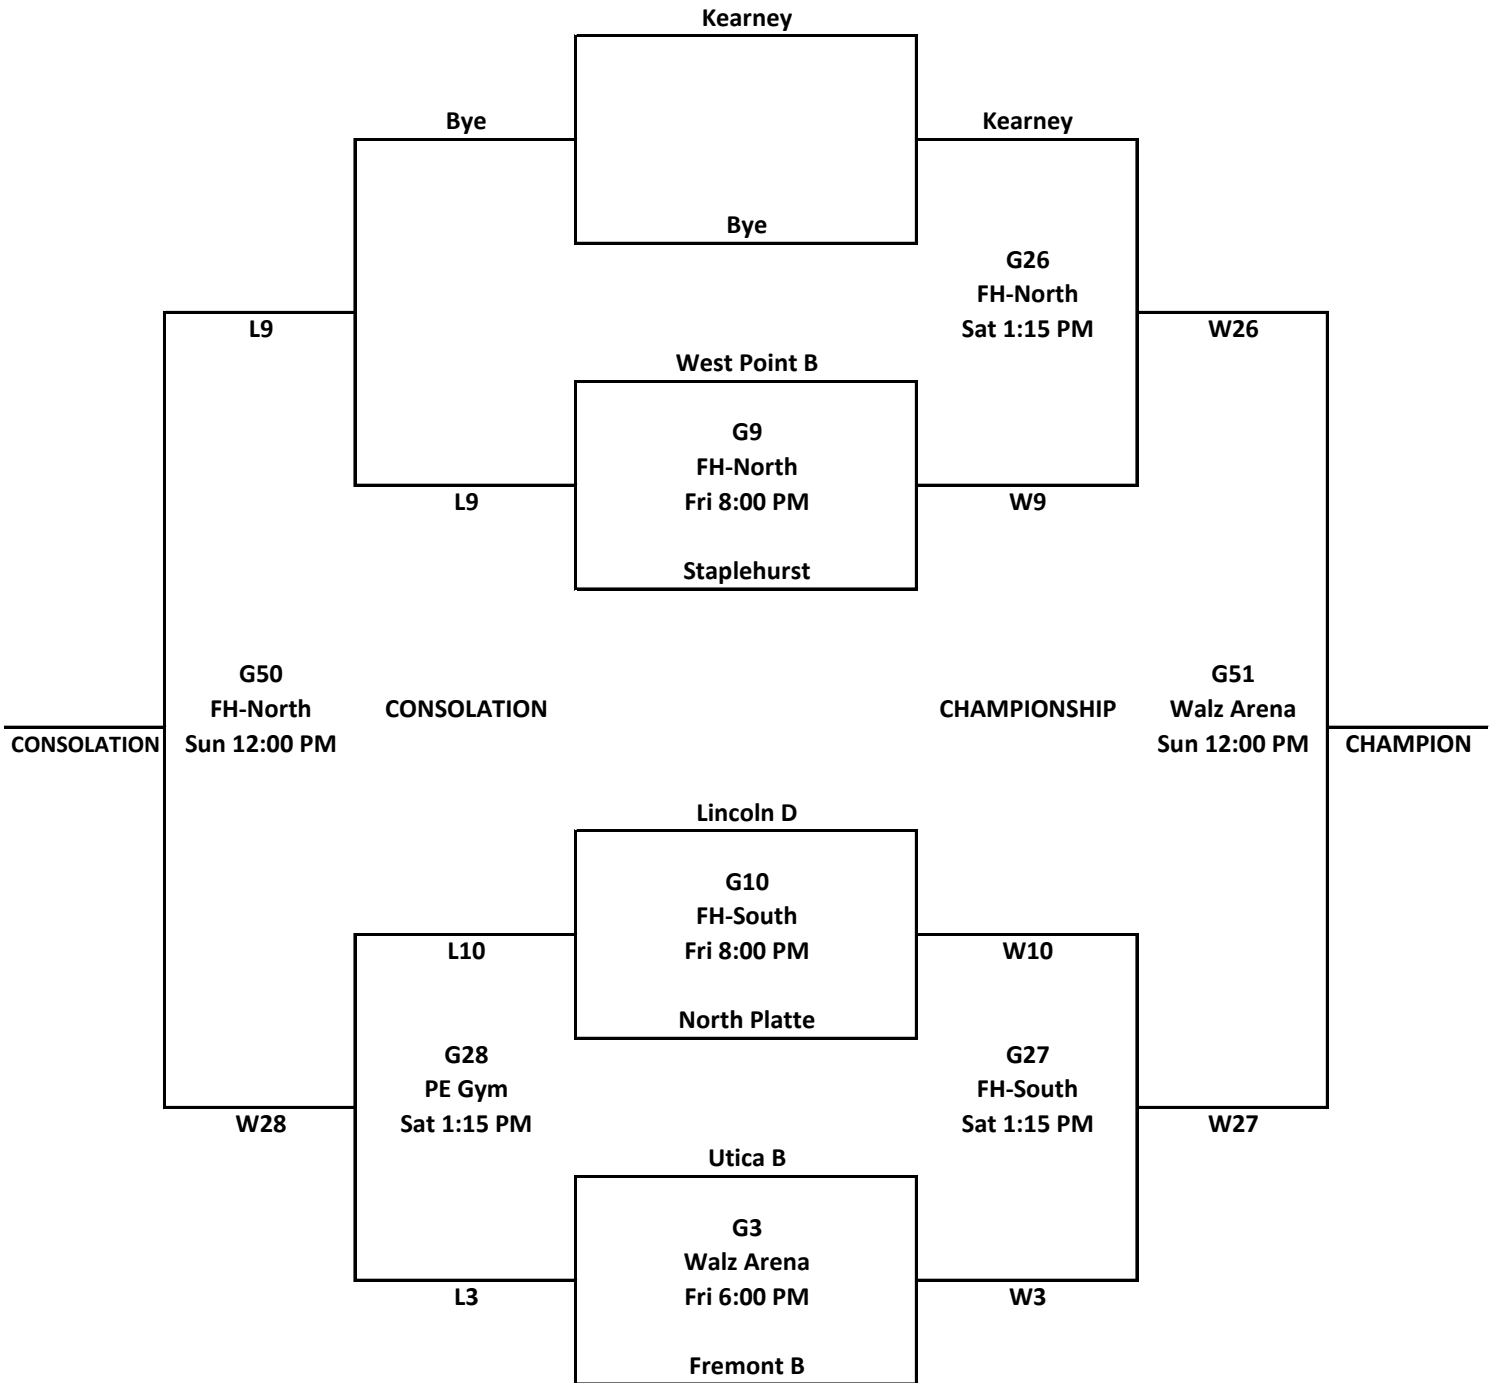 Kearney
Bye
Kearney
Bye
G26
FH-North
Sat 1:15 PM
L9
W26
West Point B
G9
FH-North
Fri 8:00 PM
L9
W9
Staplehurst
G50
FH-North
Sun 12:00 PM
CONSOLATION
CONSOLATION
CHAMPIONSHIP
G51
Walz Arena
Sun 12:00 PM
CHAMPION
Lincoln D
G10
FH-South
Fri 8:00 PM
L10
W10
North Platte
G28
PE Gym
Sat 1:15 PM
G27
FH-South
Sat 1:15 PM
W28
W27
Utica B
G3
Walz Arena
Fri 6:00 PM
L3
W3
Fremont B